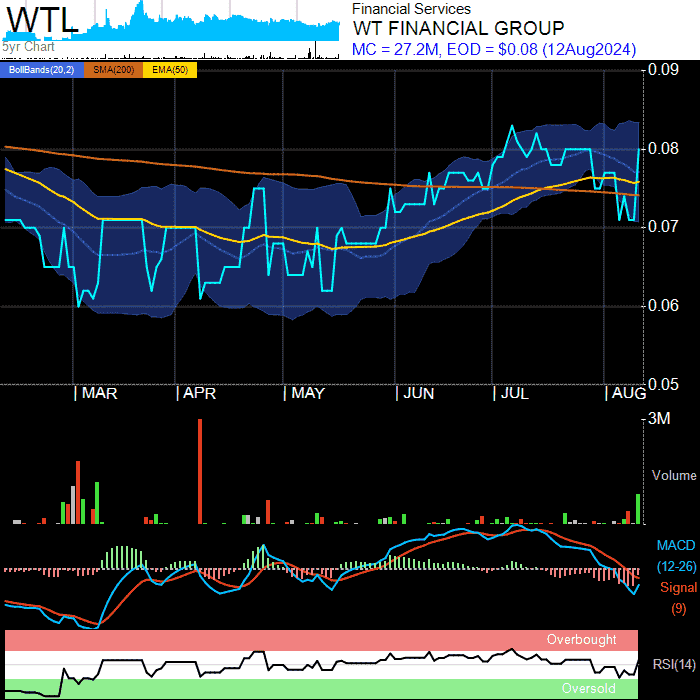 WTL
5yr Chart
Financial Services
WT FINANCIAL GROUP
MC = 27.2M, EOD = $0.08 (12Aug2024)
BollBands(20,2) SMA(200) EMA(50)
0.09
0.08
0.07
0.06
0.05
MAR APR MAY JUN JUL AUG
3M
Volume
MACD
(12-26)
Signal
(9)
Overbought
RSI(14)
Oversold